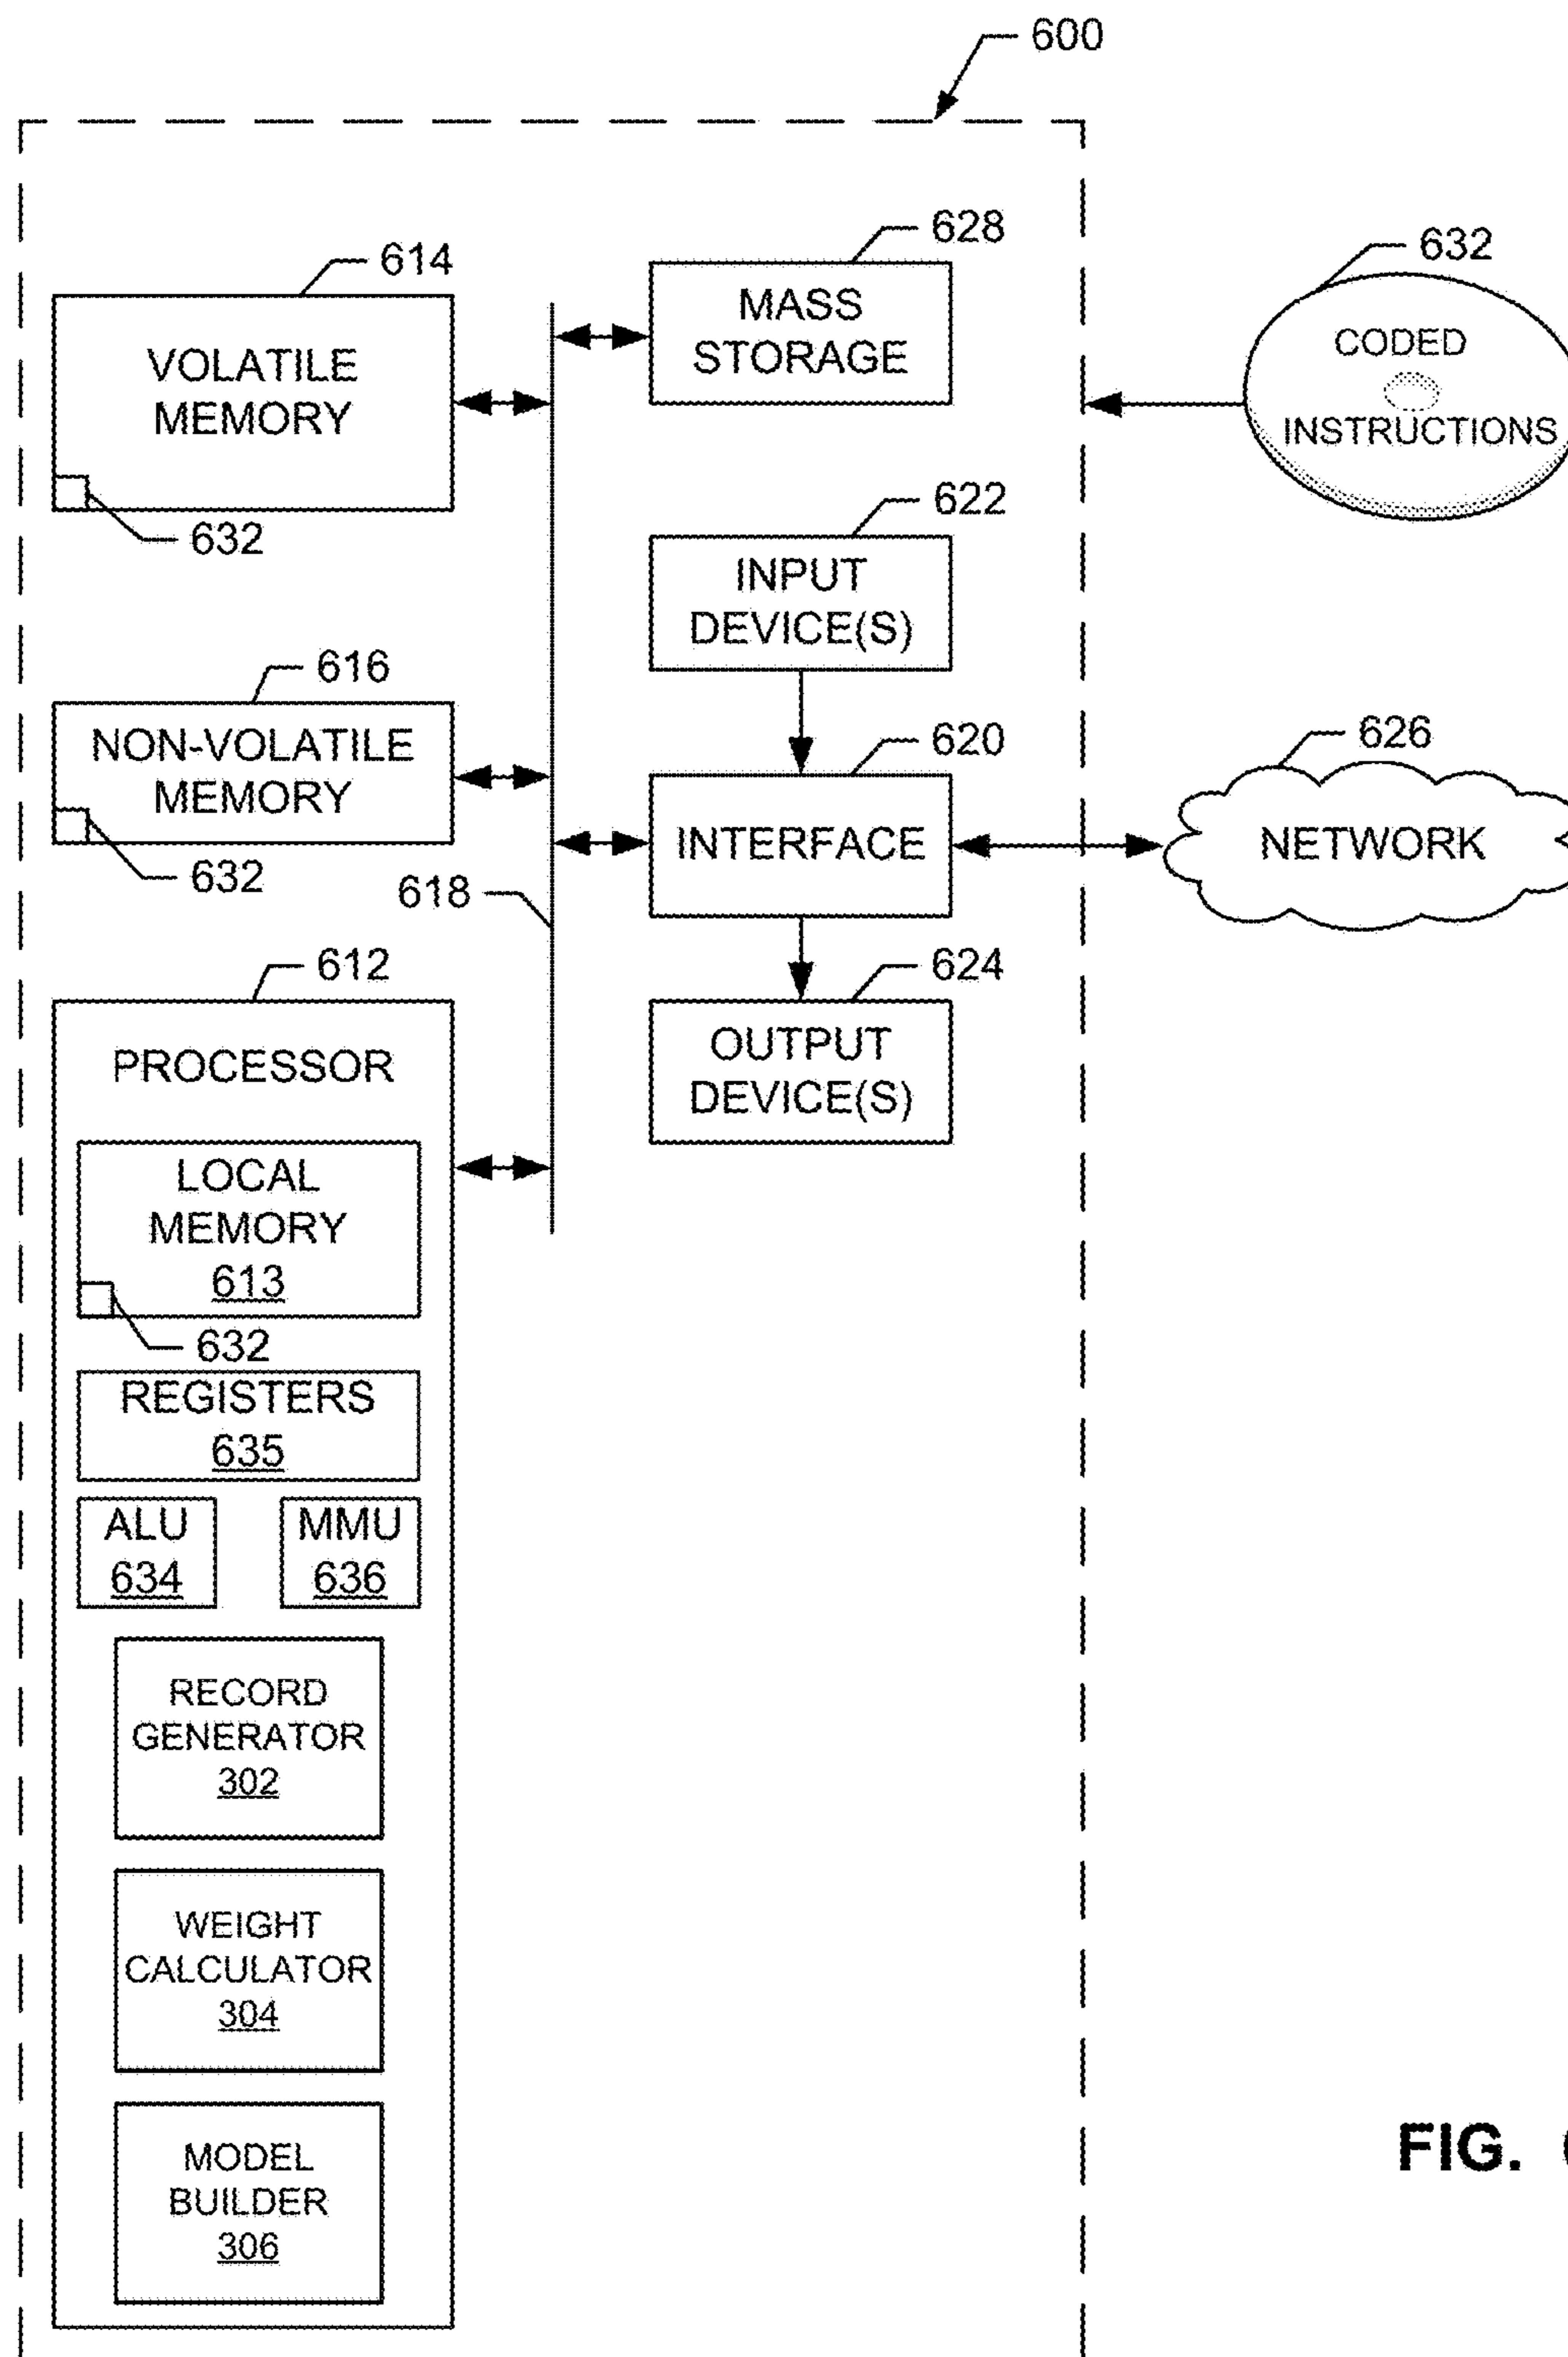 600
628
614
MASS
STORAGE
632
CODED
INSTRUCTIONS
VOLATILE
MEMORY
632
622
INPUT
DEVICE(S)
616
NON-VOLATILE
MEMORY
632
620
INTERFACE
626
NETWORK
618
612
624
OUTPUT
DEVICE(S)
PROCESSOR
LOCAL
MEMORY
613
632
REGISTERS
635
ALU
634
MMU
636
RECORD
GENERATOR
302
WEIGHT
CALCULATOR
304
MODEL
BUILDER
306
FIG.